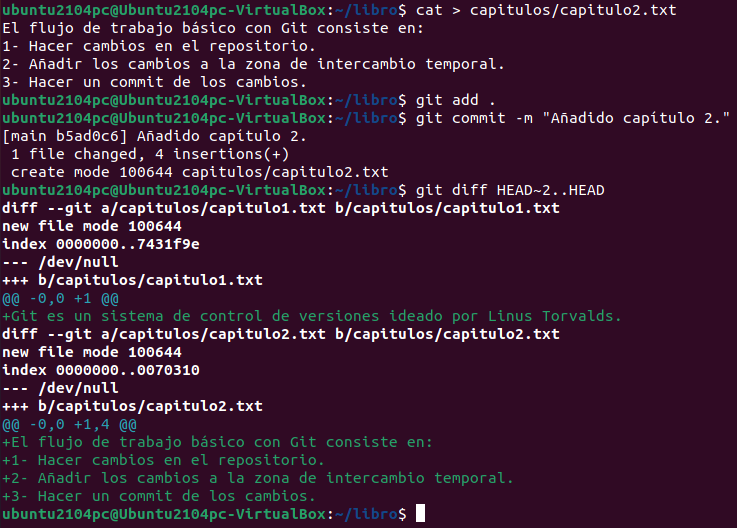 ubuntu2104pc@Ubuntu2104pc-VirtualBox:~/libro$ cat > capitulos/capitulo2.txt
El flujo de trabajo básico con Git consiste en:
1- Hacer cambios en el repositorio.
2- Añadir los cambios a la zona de intercambio temporal.
3- Hacer un commit de los cambios.
ubuntu2104pc@Ubuntu2104pc-VirtualBox:~/libro$ git add .
ubuntu2104pc@Ubuntu2104pc-VirtualBox:~/libro$ git commit -m "Añadido capítulo 2."
[main b5ad0c6] Añadido capítulo 2.
 1 file changed, 4 insertions(+)
 create mode 100644 capitulos/capitulo2.txt
ubuntu2104pc@Ubuntu2104pc-VirtualBox:~/libro$ git diff HEAD~2..HEAD
diff --git a/capitulos/capitulo1.txt b/capitulos/capitulo1.txt
new file mode 100644
index 0000000..7431f9e
--- /dev/null
+++ b/capitulos/capitulo1.txt
@@ -0,0 +1 @@
+Git es un sistema de control de versiones ideado por Linus Torvalds.
diff --git a/capitulos/capitulo2.txt b/capitulos/capitulo2.txt
new file mode 100644
index 0000000..0070310
--- /dev/null
+++ b/capitulos/capitulo2.txt
@@ -0,0 +1,4 @@
+El flujo de trabajo básico con Git consiste en:
+1- Hacer cambios en el repositorio.
+2- Añadir los cambios a la zona de intercambio temporal.
+3- Hacer un commit de los cambios.
ubuntu2104pc@Ubuntu2104pc-VirtualBox:~/libro$